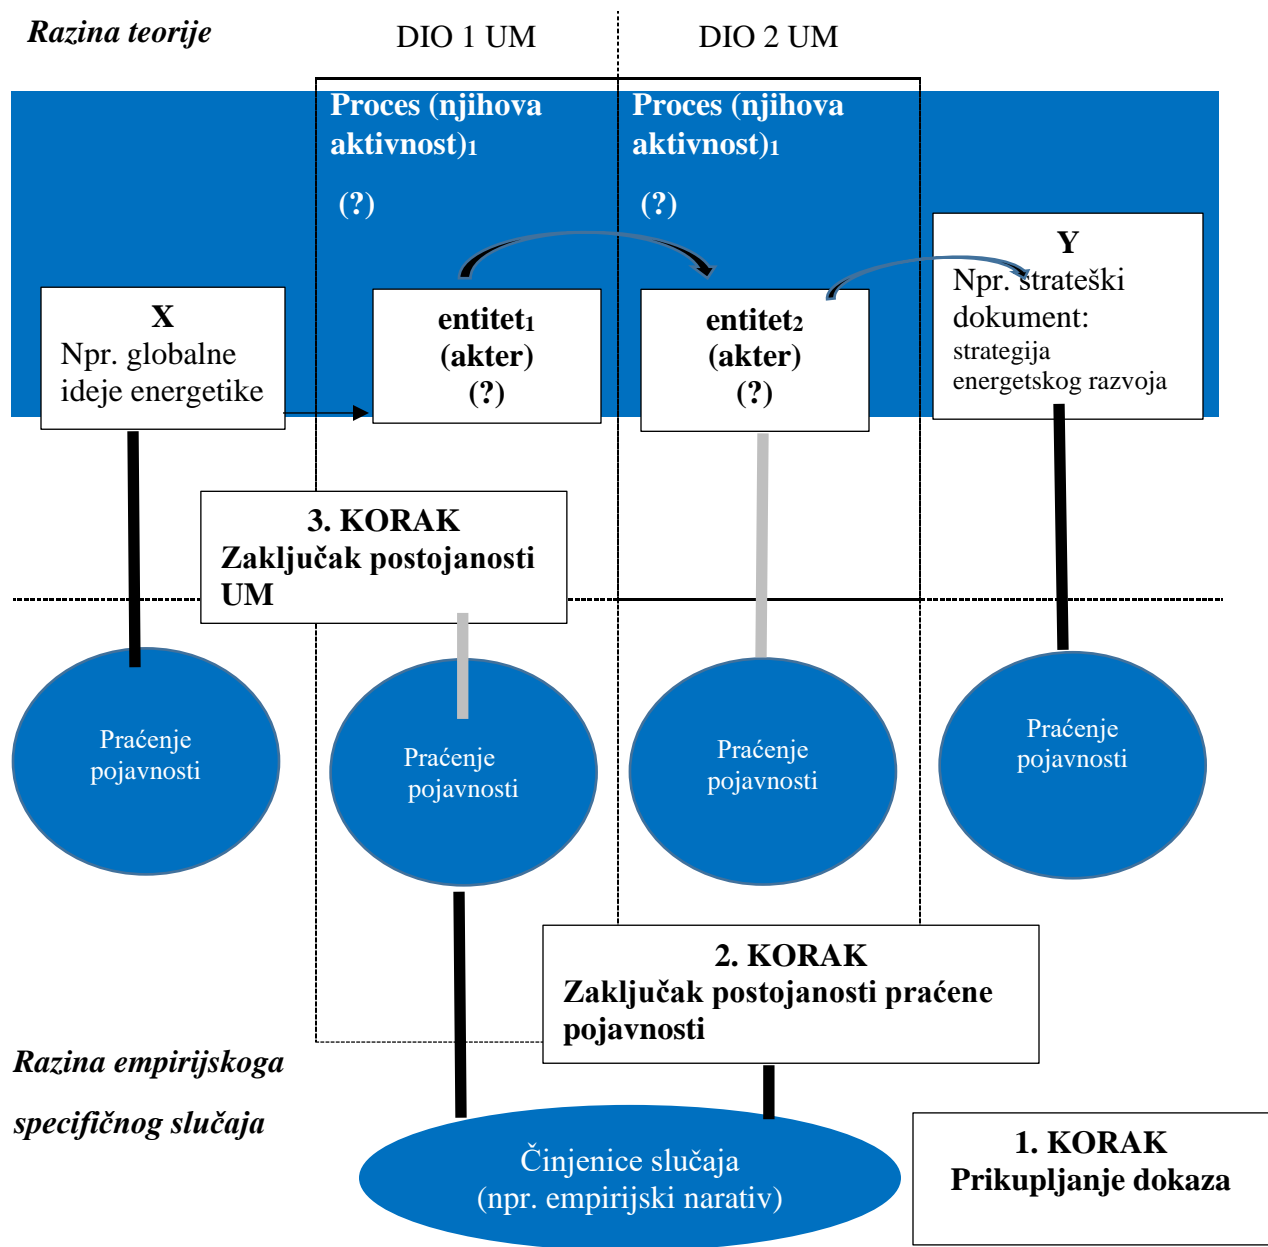 Razina teorije
DIO 1 UM
DIO 2 UM
Proces (njihova
aktivnost)₁
(?)
Proces (njihova
aktivnost)₁
(?)
X
Npr. globalne
ideje energetike
entitet₁
(akter)
(?)
entitet₂
(akter)
(?)
Y
Npr. strateški
dokument:
strategija
energetskog razvoja
3. KORAK
Zaključak postojanosti
UM
Praćenje
pojavnosti
Praćenje
pojavnosti
Praćenje
pojavnosti
Praćenje
pojavnosti
2. KORAK
Zaključak postojanosti praćene
pojavnosti
Razina empirijskoga
specifičnog slučaja
Činjenice slučaja
(npr. empirijski narativ)
1. KORAK
Prikupljanje dokaza